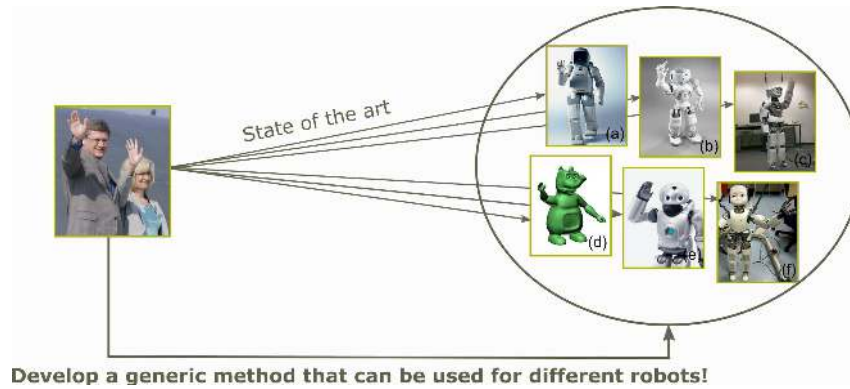 State of the art
(a)
(b)
(c)
(d)
(e)
(f)
Develop a generic method that can be used for different robots!